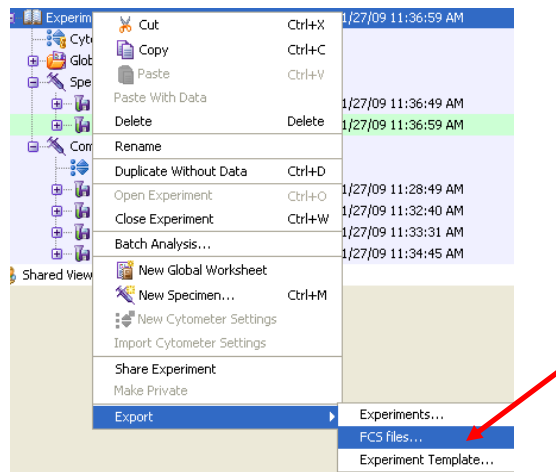 Experim
1/27/09 11:36:59 AM
Cyt
Glob
Spe
1/27/09 11:36:49 AM
1/27/09 11:36:59 AM
Com
1/27/09 11:28:49 AM
1/27/09 11:32:40 AM
1/27/09 11:33:31 AM
1/27/09 11:34:45 AM
Shared View
Cut Ctrl+X
Copy Ctrl+C
Paste Ctrl+V
Paste With Data
Delete Delete
Rename
Duplicate Without Data Ctrl+D
Open Experiment Ctrl+O
Close Experiment Ctrl+W
Batch Analysis...
New Global Worksheet
New Specimen... Ctrl+M
New Cytometer Settings
Import Cytometer Settings
Share Experiment
Make Private
Export
Experiments...
FCS files...
Experiment Template...